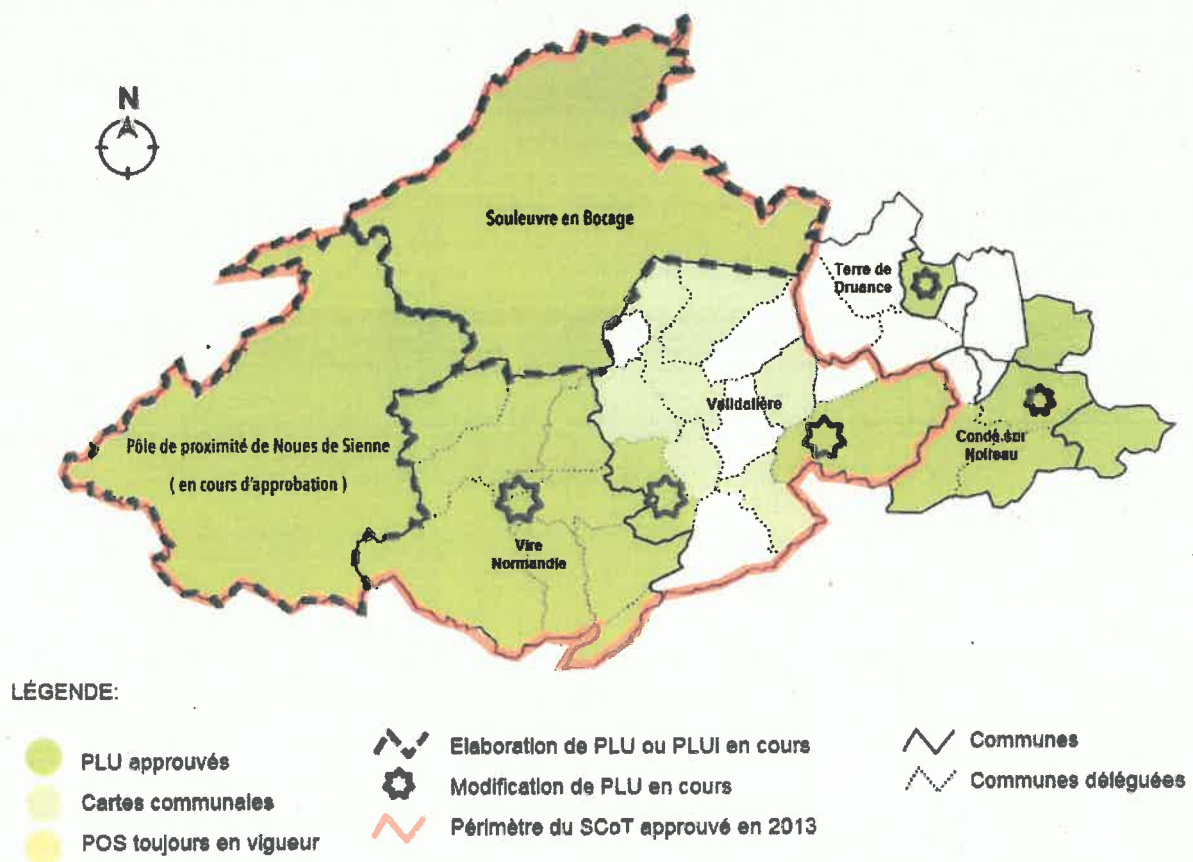 N
Souleuvre en Bocage
Terre de
Druance
Pôle de proximité de Noues de Sienne
( en cours d'approbation )
Valdallière
Condé sur
Noireau
Vire
Normandie
LÉGENDE:
PLU approuvés
Cartes communales
POS toujours en vigueur
Elaboration de PLU ou PLUI en cours
Modification de PLU en cours
Périmètre du SCoT approuvé en 2013
Communes
Communes déléguées